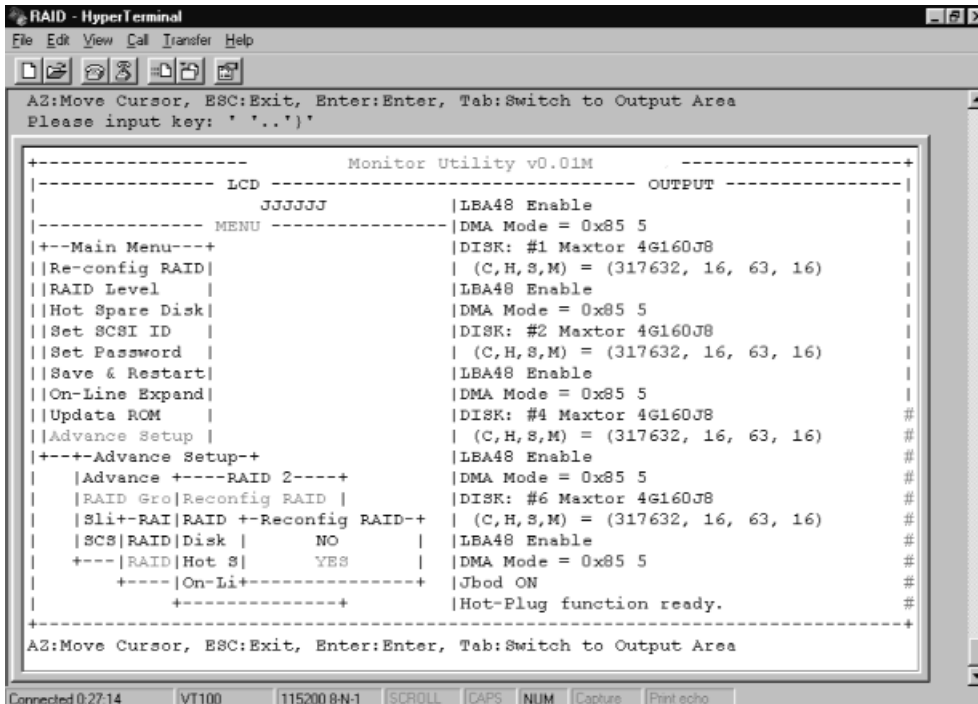 RAID - HyperTerminal
File Edit View Call Transfer Help
AZ:Move Cursor, ESC:Exit, Enter:Enter, Tab:Switch to Output Area
Please input key: ' '..'}'
+------------------- Monitor Utility v0.01M --------------------+
|---------------- LCD --------------------------------- OUTPUT ----------------|
| JJJJJJ |LBA48 Enable |
|--------------- MENU ----------------|DMA Mode = 0x85 5 |
|+--Main Menu---+ |DISK: #1 Maxtor 4G160J8 |
||Re-config RAID| | (C,H,S,M) = (317632, 16, 63, 16) |
||RAID Level | |LBA48 Enable |
||Hot Spare Disk| |DMA Mode = 0x85 5 |
||Set SCSI ID | |DISK: #2 Maxtor 4G160J8 |
||Set Password | | (C,H,S,M) = (317632, 16, 63, 16) |
||Save & Restart| |LBA48 Enable |
||On-Line Expand| |DMA Mode = 0x85 5 |
||Updata ROM | |DISK: #4 Maxtor 4G160J8 #
||Advance Setup | | (C,H,S,M) = (317632, 16, 63, 16) #
|+--+-Advance Setup-+ |LBA48 Enable #
| |Advance +----RAID 2----+ |DMA Mode = 0x85 5 #
| |RAID Gro|Reconfig RAID | |DISK: #6 Maxtor 4G160J8 #
| |Sli+-RAI|RAID +-Reconfig RAID-+ | (C,H,S,M) = (317632, 16, 63, 16) #
| |SCS|RAID|Disk | NO | |LBA48 Enable #
| +---|RAID|Hot S| YES | |DMA Mode = 0x85 5 #
| +----|On-Li+----------------+ |Jbod ON #
| +--------------+ |Hot-Plug function ready. #
+------------------------------------------------------------------------------+
AZ:Move Cursor, ESC:Exit, Enter:Enter, Tab:Switch to Output Area
Connected 0:27:14 VT100 115200 8-N-1 SCROLL CAPS NUM Capture Print echo